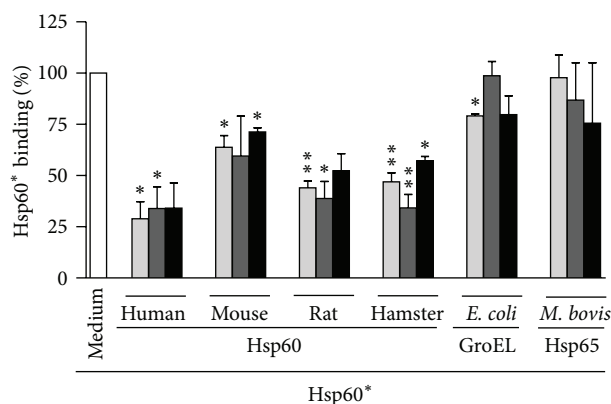 125
100
75
50
25
0
Hsp60* binding (%)
* *
* *
** *
** ** *
*
Medium
Human Mouse Rat Hamster E. coli M. bovis
Hsp60 GroEL Hsp65
Hsp60*